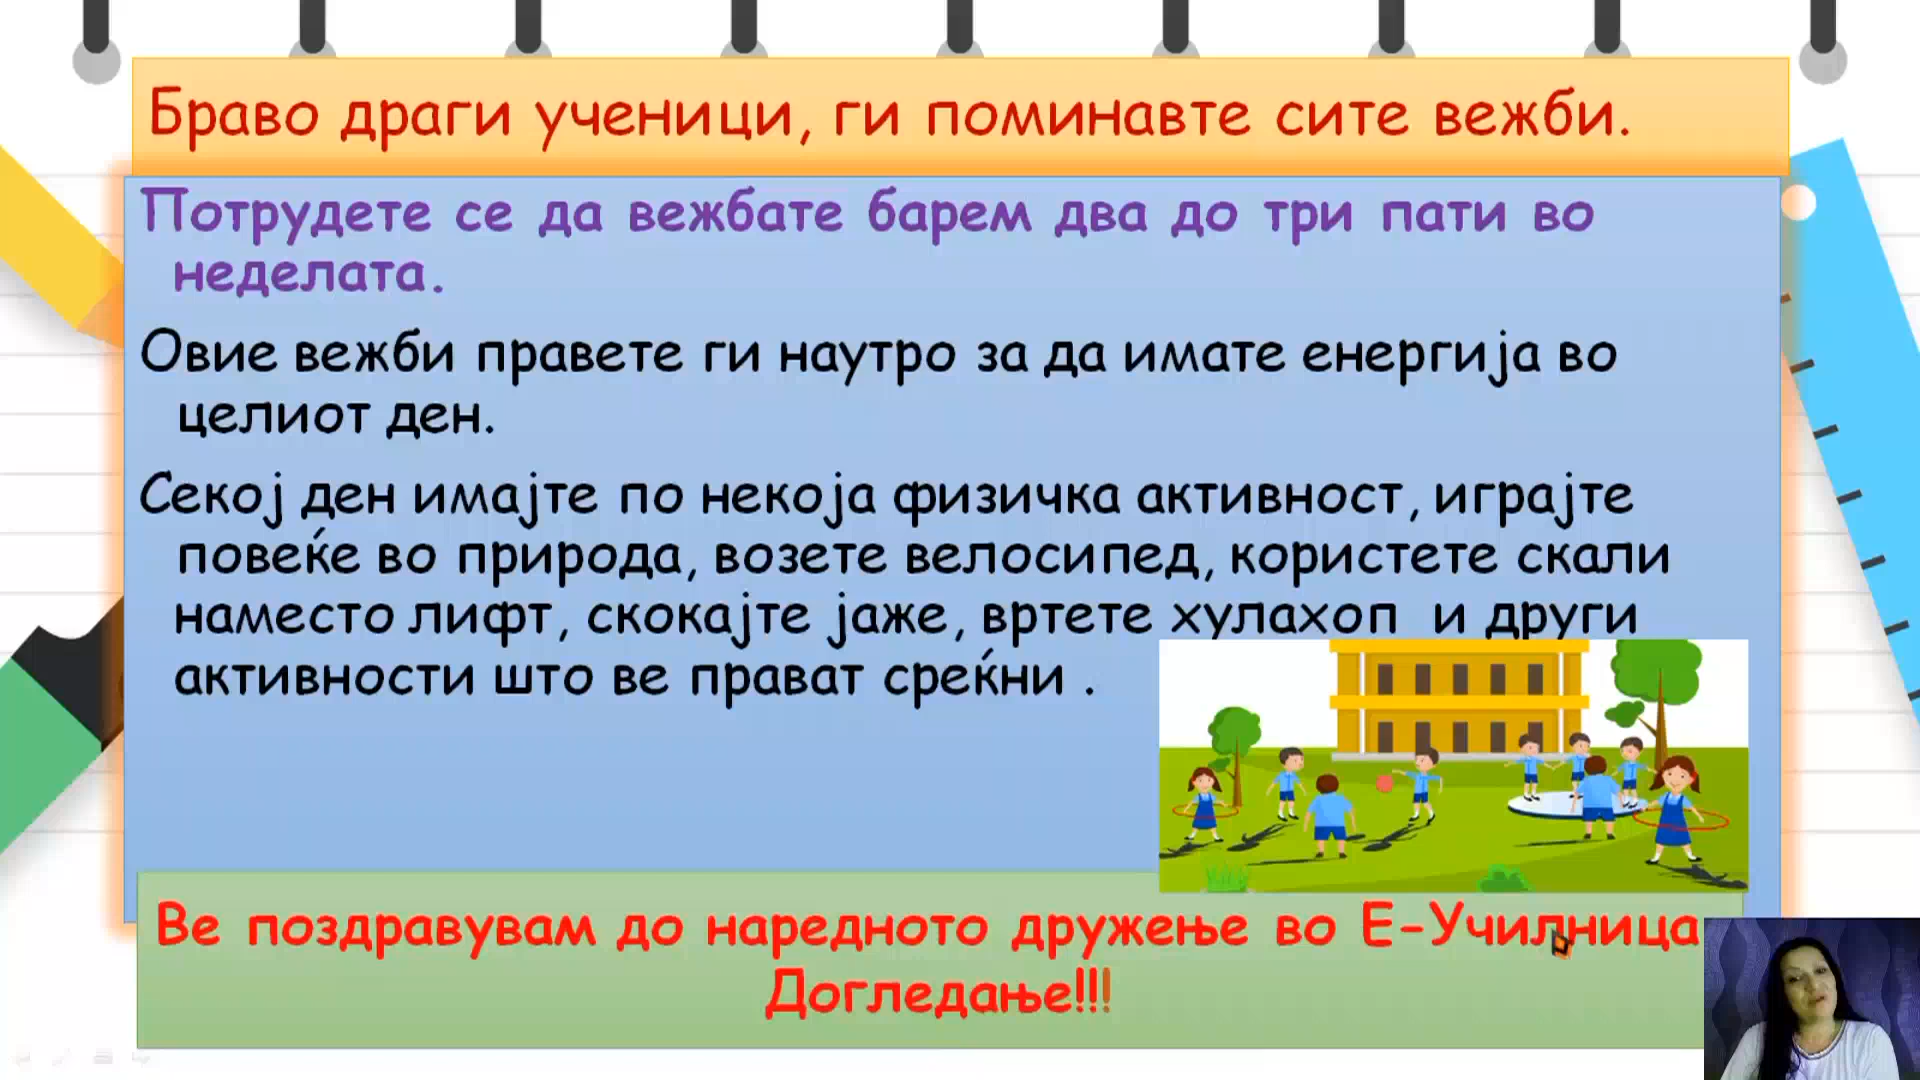 Браво драги ученици, ги поминавте сите вежби.
Потрудете се да вежбате барем два до три пати во
неделата.
Овие вежби правете ги наутро за да имате енергија во
целиот ден.
Секој ден имајте по некоја физичка активност, играјте
повеќе во природа, возете велосипед, користете скали
наместо лифт, скокајте јаже, вртете хулахоп и други
активности што ве прават среќни .
Ве поздравувам до наредното дружење во Е-Училница
Догледање!!!